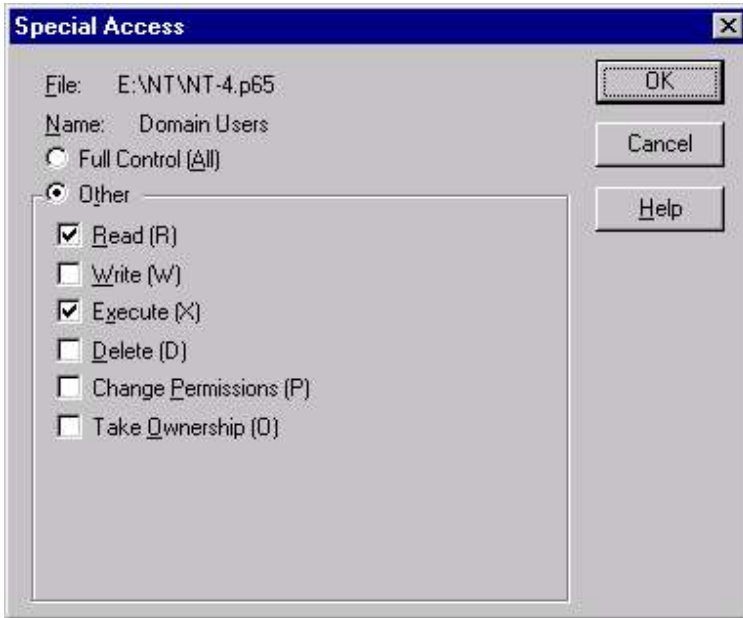 Special Access
File: E:\NT\NT-4.p65
OK
Name: Domain Users
Cancel
Full Control (All)
Other
Help
Read (R)
Write (W)
Execute (X)
Delete (D)
Change Permissions (P)
Take Ownership (O)